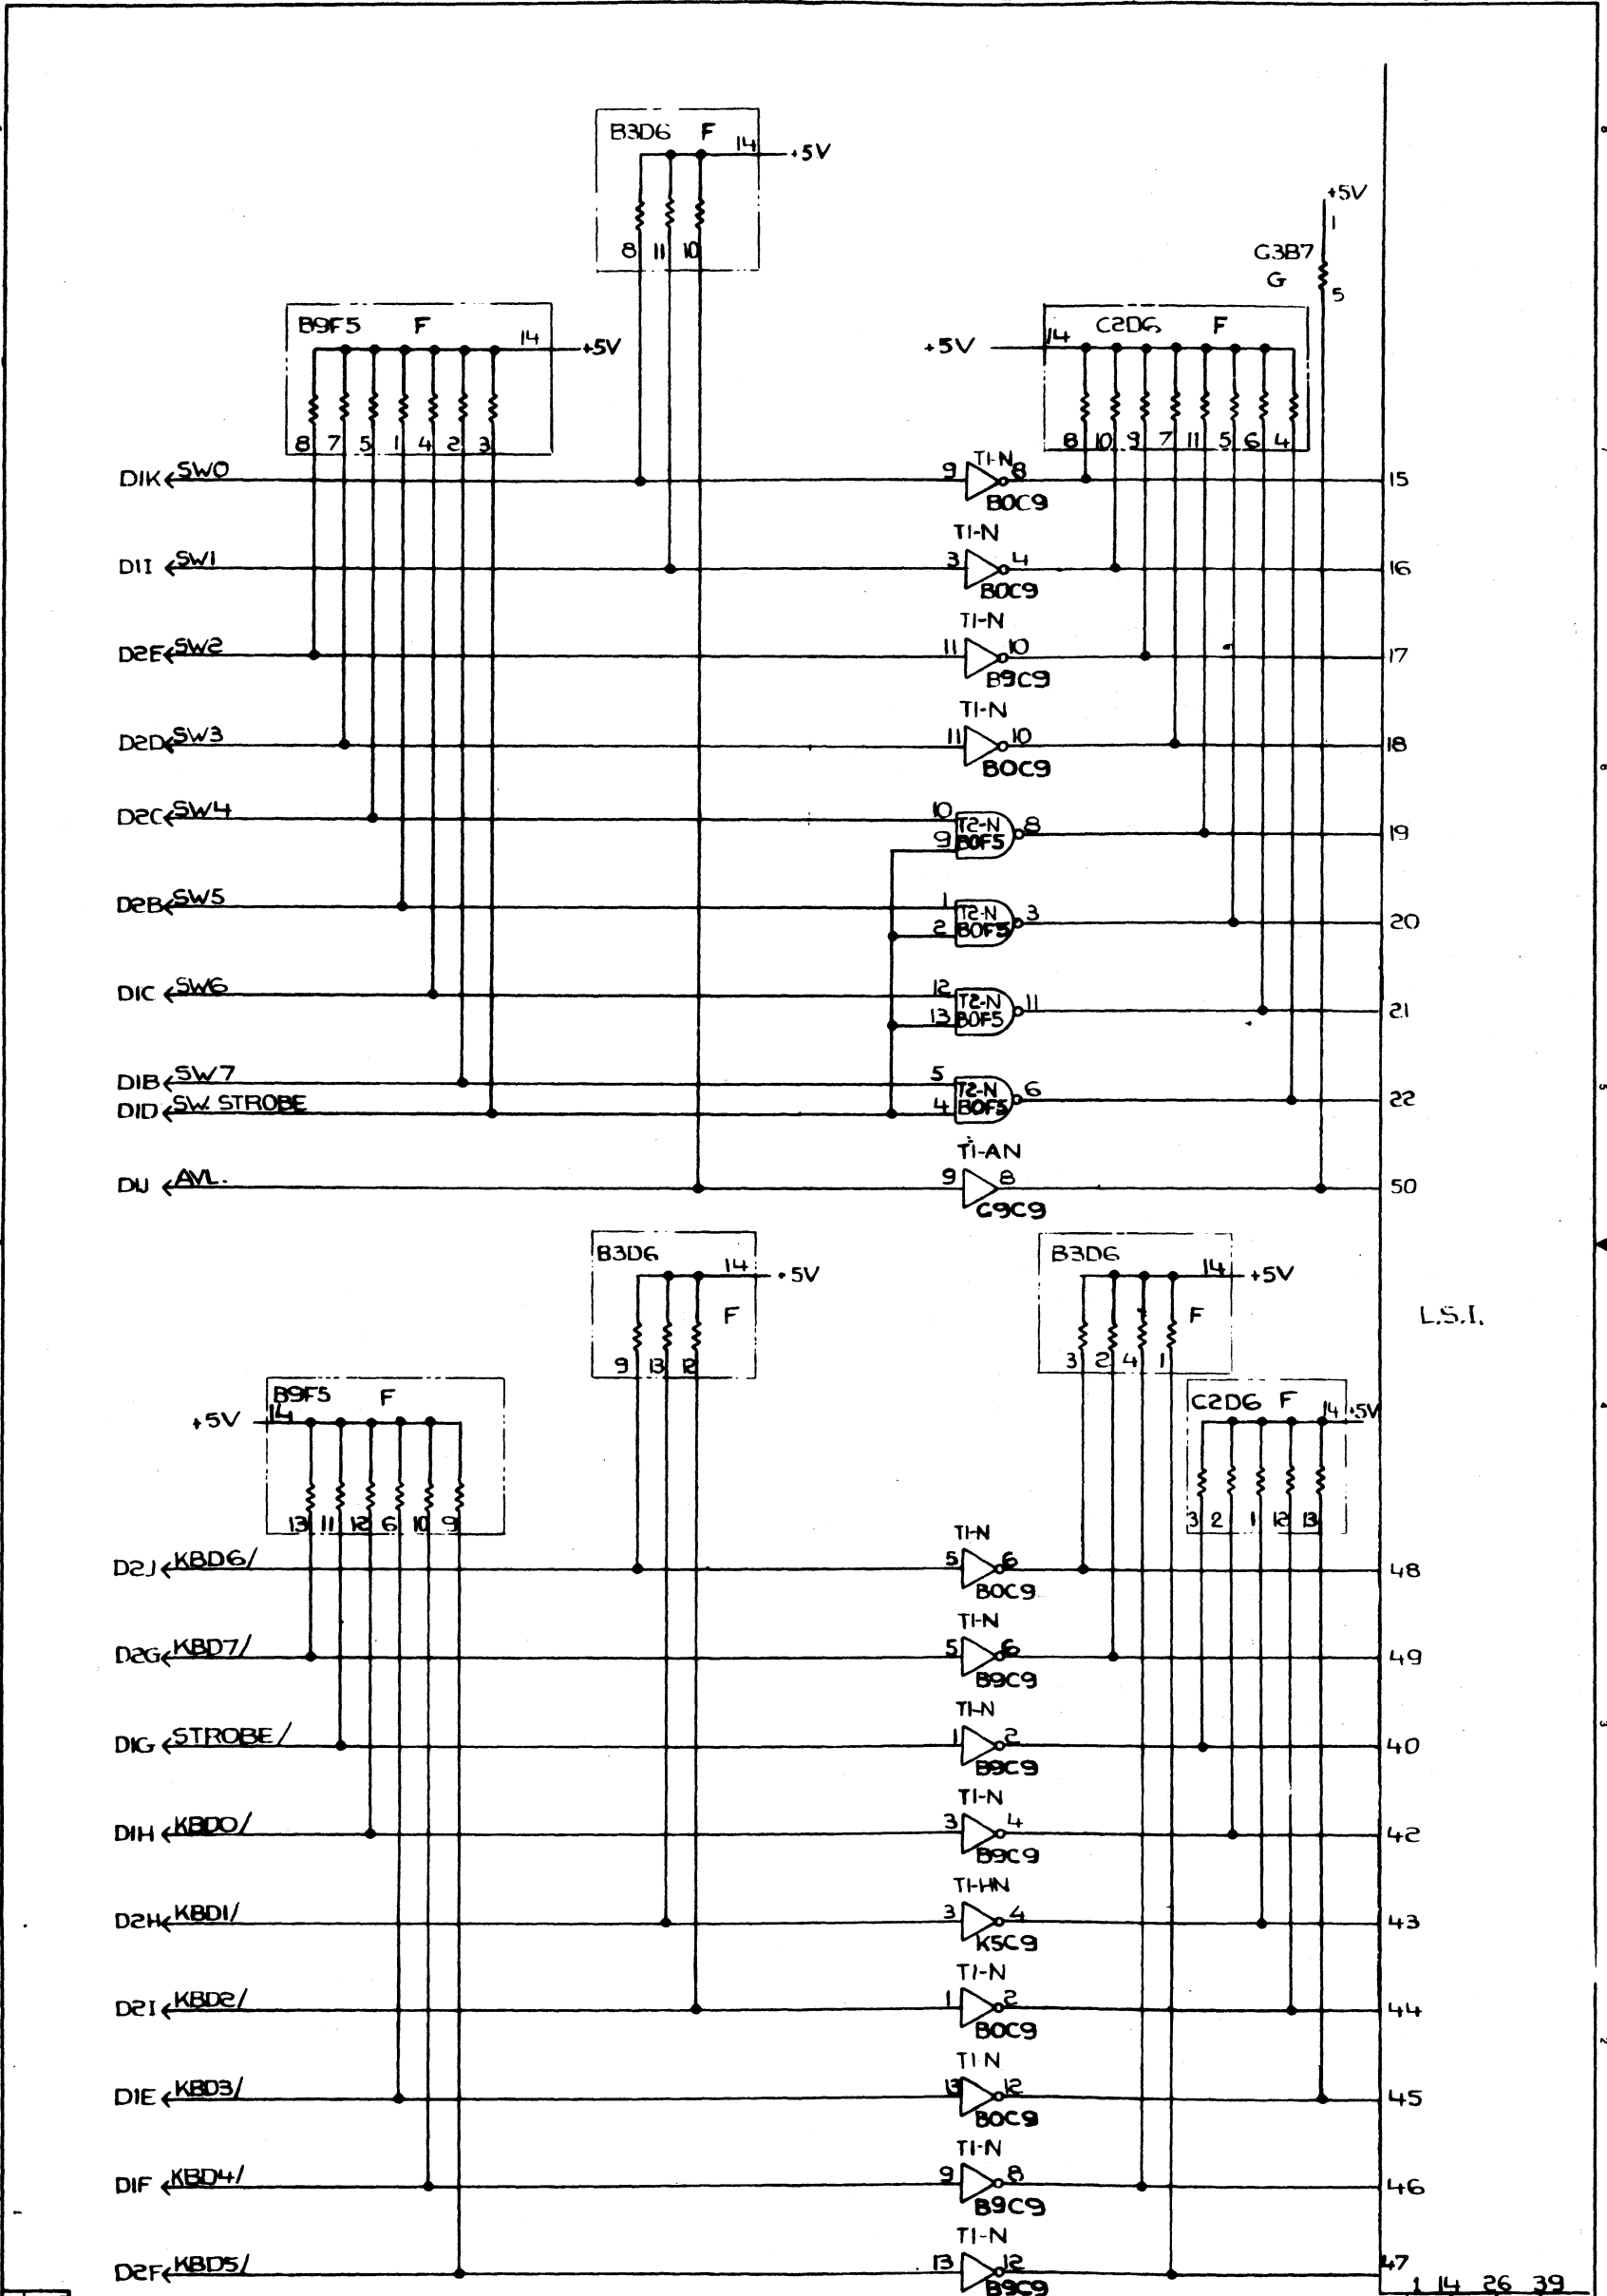 B3D6 F
14 +5V
8 11 10
+5V
1
G3B7
G
5
B9F5 F
14 +5V
8 7 5 1 4 2 3
C2D6 F
+5V 14
8 10 9 7 11 5 6 4
D1K SW0 9 T1-N 8 B0C9 15
D1I SW1 3 T1-N 4 B0C9 16
D2E SW2 11 T1-N 10 B9C9 17
D2D SW3 11 T1-N 10 B0C9 18
D2C SW4 10 9 T2-N B0F5 8 19
D2B SW5 1 2 T2-N B0F5 3 20
D1C SW6 12 13 T2-N B0F5 11 21
D1B SW7 5 T2-N 6 22
D1D SW. STROBE 4 B0F5
D1J AVL. 9 T1-AN 8 C9C9 50
B3D6
14 +5V
F
9 13 12
B3D6
14 +5V
F
3 2 4 1
L.S.I.
B9F5 F
+5V 14
13 11 12 6 10 9
C2D6 F
14 +5V
3 2 1 12 13
D2J KBD6/ 5 T1-N 6 B0C9 48
D2G KBD7/ 5 T1-N 6 B9C9 49
D1G STROBE/ 1 T1-N 2 B9C9 40
D1H KBD0/ 3 T1-N 4 B9C9 42
D2H KBD1/ 3 T1-HN 4 K5C9 43
D2I KBD2/ 1 T1-N 2 B0C9 44
D1E KBD3/ 13 T1 N 12 B0C9 45
D1F KBD4/ 9 T1-N 8 B9C9 46
D2F KBD5/ 13 T1-N 12 B9C9 47
1 14 26 39